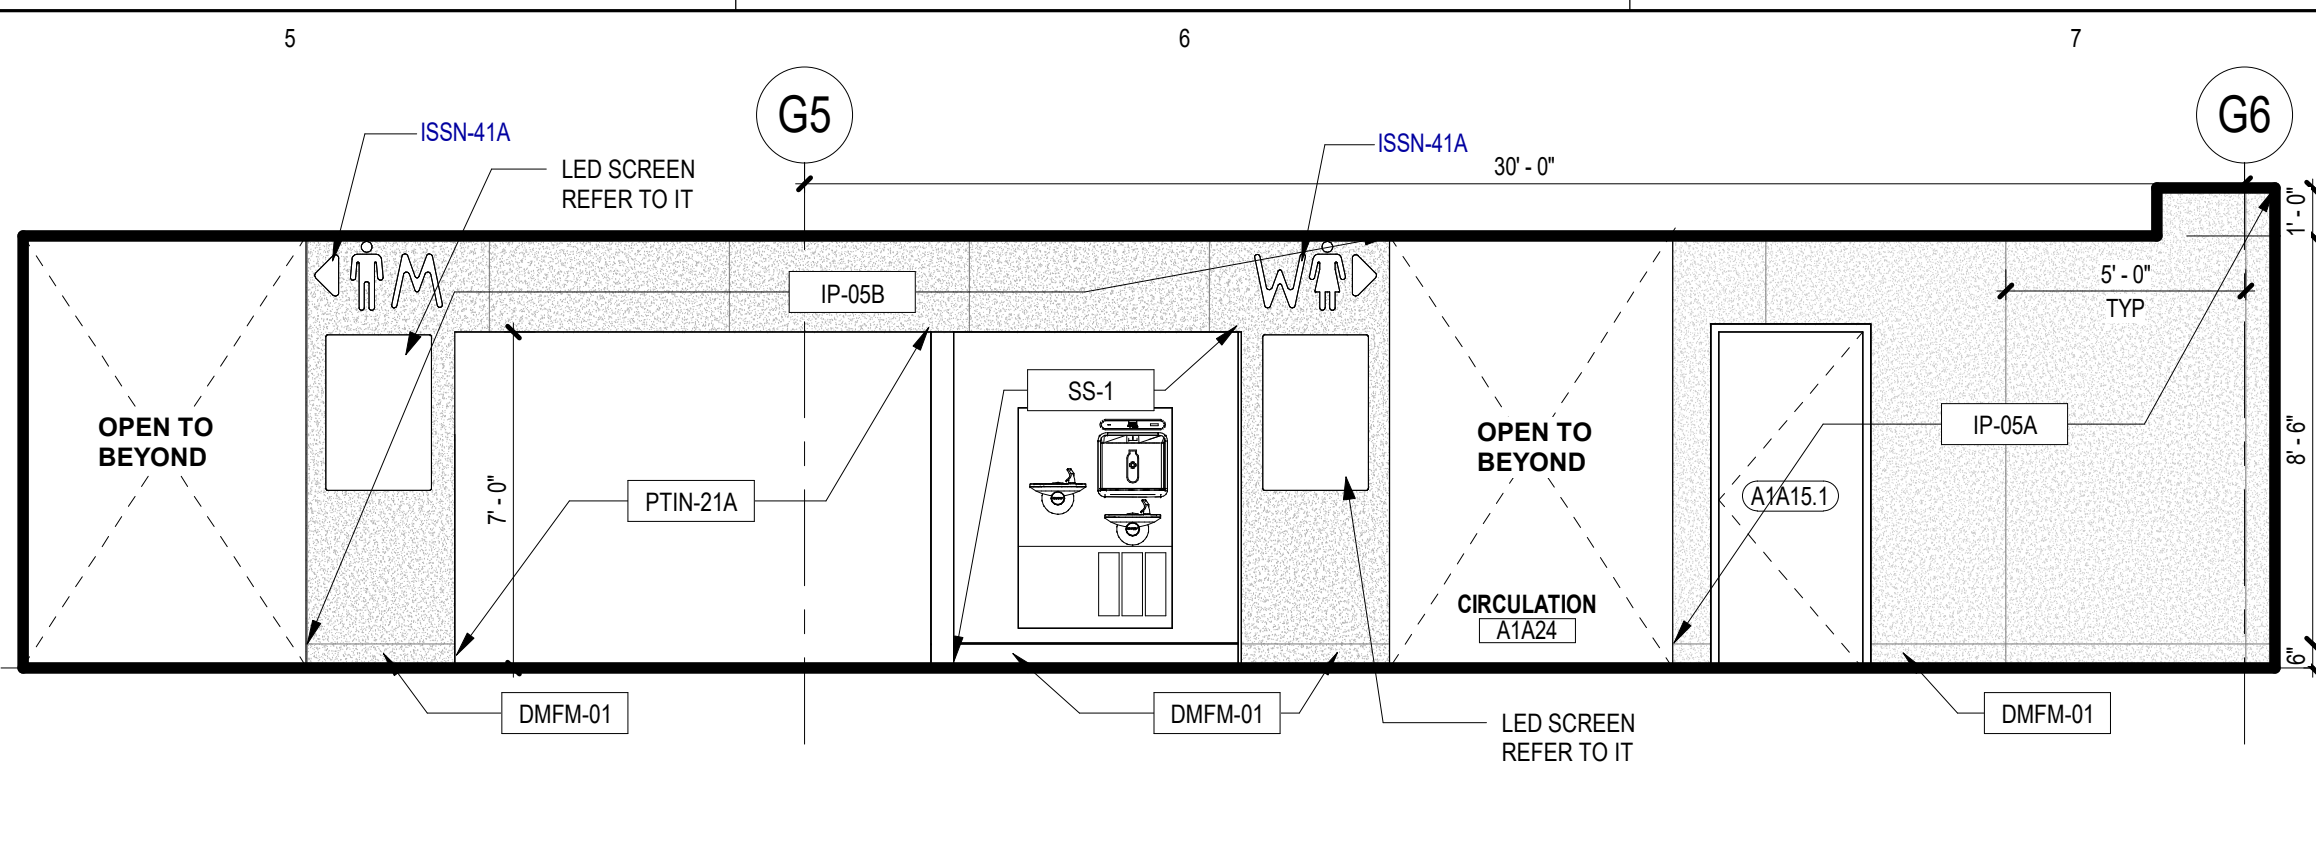 5
6
7
G5
G6
ISSN-41A
LED SCREEN
REFER TO IT
ISSN-41A
30' - 0"
1' - 0"
M
W
IP-05B
5' - 0"
TYP
OPEN TO
BEYOND
7' - 0"
PTIN-21A
SS-1
OPEN TO
BEYOND
IP-05A
8' - 6"
A1A15.1
CIRCULATION
A1A24
6"
DMFM-01
DMFM-01
DMFM-01
LED SCREEN
REFER TO IT